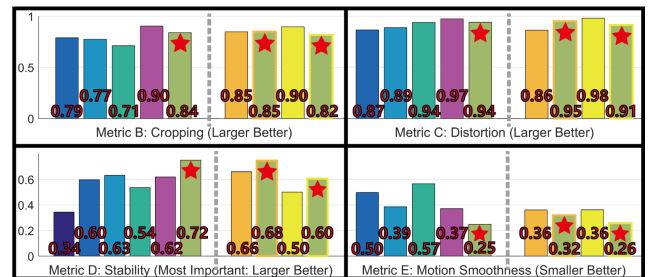 1
0.5
0
0.79 0.77 0.71 0.90 0.84 0.85 0.85 0.90 0.82
Metric B: Cropping (Larger Better)
0.87 0.89 0.94 0.97 0.94 0.86 0.95 0.98 0.91
Metric C: Distortion (Larger Better)
0.6
0.4
0.2
0
0.34 0.60 0.63 0.54 0.62 0.72 0.66 0.68 0.50 0.60
Metric D: Stability (Most Important: Larger Better)
0.50 0.39 0.57 0.37 0.25 0.36 0.32 0.36 0.26
Metric E: Motion Smoothness (Smaller Better)